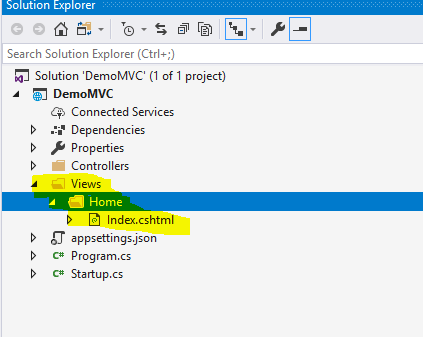 Solution Explorer
Search Solution Explorer (Ctrl+;)
Solution 'DemoMVC' (1 of 1 project)
DemoMVC
Connected Services
Dependencies
Properties
Controllers
Views
Home
Index.cshtml
appsettings.json
C# Program.cs
C# Startup.cs